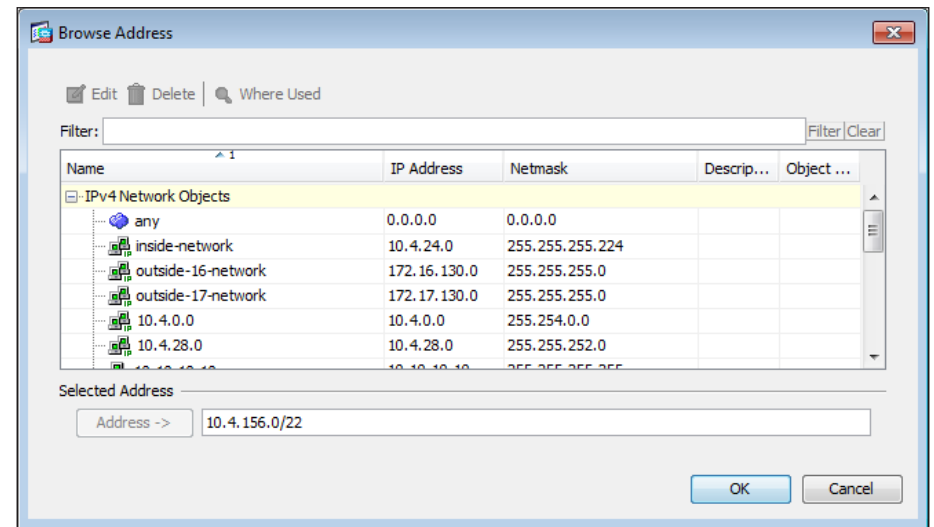 Browse Address
Edit Delete Where Used
Filter: Filter Clear
Name 1 IP Address Netmask Descrip... Object ...
IPv4 Network Objects
any 0.0.0.0 0.0.0.0
inside-network 10.4.24.0 255.255.255.224
outside-16-network 172.16.130.0 255.255.255.0
outside-17-network 172.17.130.0 255.255.255.0
10.4.0.0 10.4.0.0 255.254.0.0
10.4.28.0 10.4.28.0 255.255.252.0
Selected Address
Address -> 10.4.156.0/22
OK Cancel